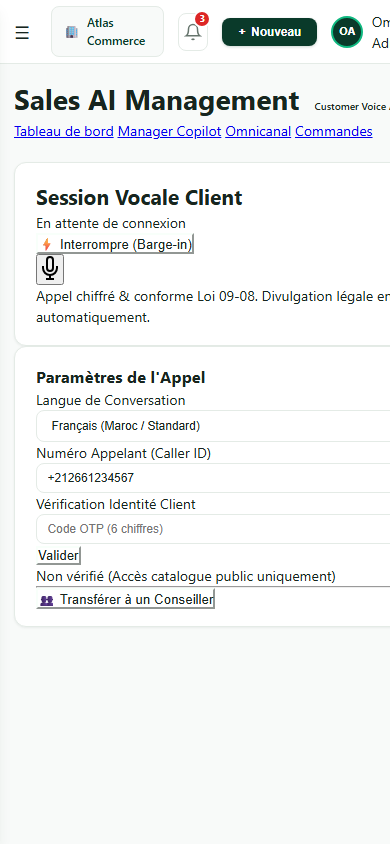 Atlas
Commerce
3
+ Nouveau
OA
Sales AI Management
Customer Voice
Tableau de bord Manager Copilot Omnicanal Commandes
Session Vocale Client
En attente de connexion
Interrompre (Barge-in)
Appel chiffré & conforme Loi 09-08. Divulgation légale
automatiquement.
Paramètres de l'Appel
Langue de Conversation
Français (Maroc / Standard)
Numéro Appelant (Caller ID)
+212661234567
Vérification Identité Client
Code OTP (6 chiffres)
Valider
Non vérifié (Accès catalogue public uniquement)
Transférer à un Conseiller